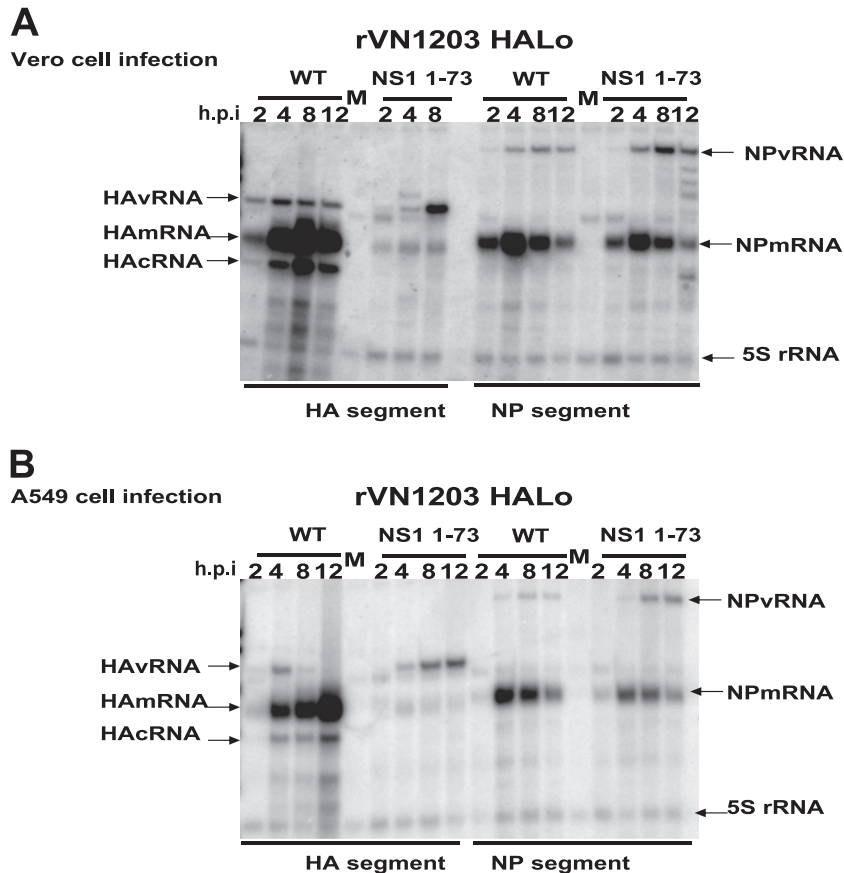 A
Vero cell infection
rVN1203 HALo
WT
NS1 1-73
WT
NS1 1-73
h.p.i
2 4 8 12 M 2 4 8
2 4 8 12 M 2 4 8 12
NPvRNA
HAvRNA
HAmRNA
NPmRNA
HAcRNA
5S rRNA
HA segment
NP segment
B
A549 cell infection
rVN1203 HALo
WT
NS1 1-73
WT
NS1 1-73
h.p.i
2 4 8 12 M 2 4 8 12
2 4 8 12 M 2 4 8 12
NPvRNA
HAvRNA
HAmRNA
NPmRNA
HAcRNA
5S rRNA
HA segment
NP segment